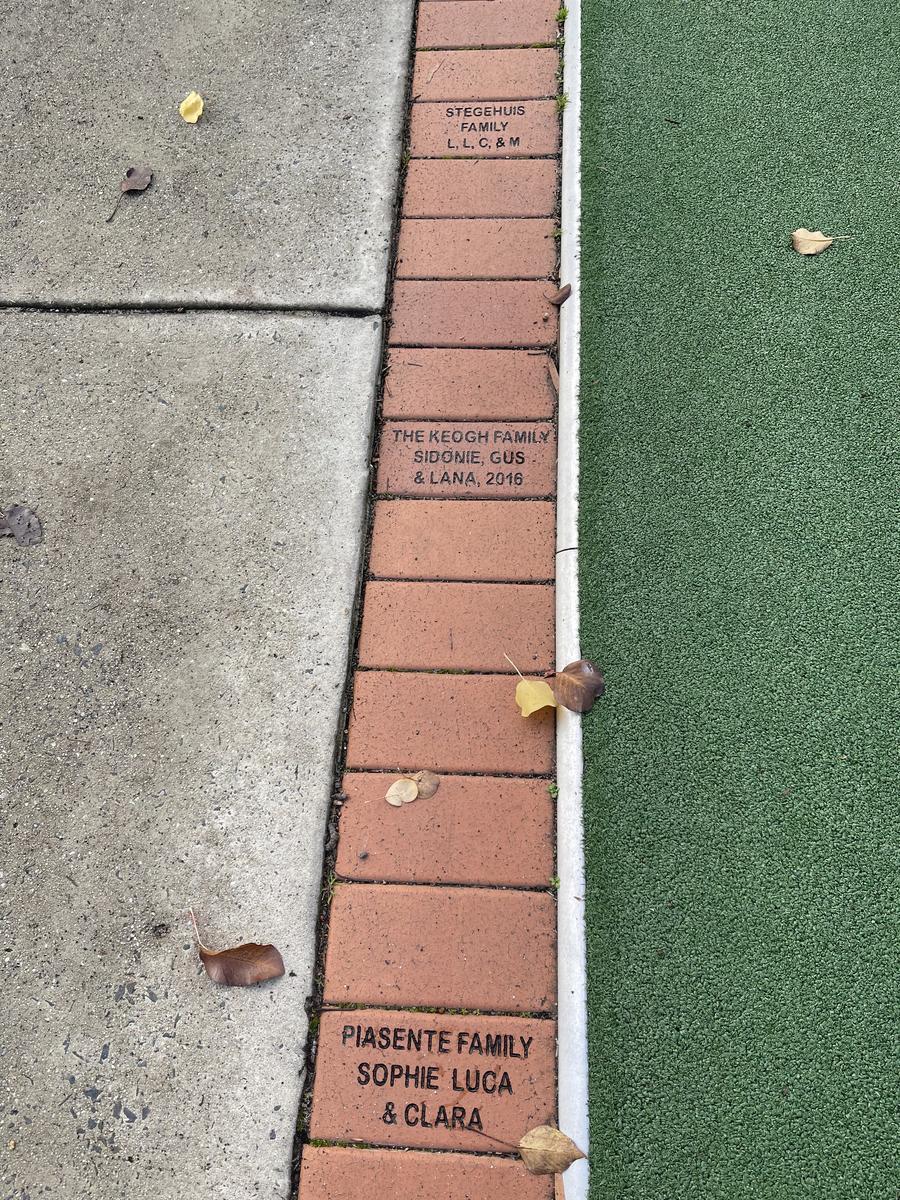 STEGEHUIS
FAMILY
L, L, C, & M
THE KEOGH FAMILY
SIDONIE, GUS
& LANA, 2016
PIASENTE FAMILY
SOPHIE LUCA
& CLARA